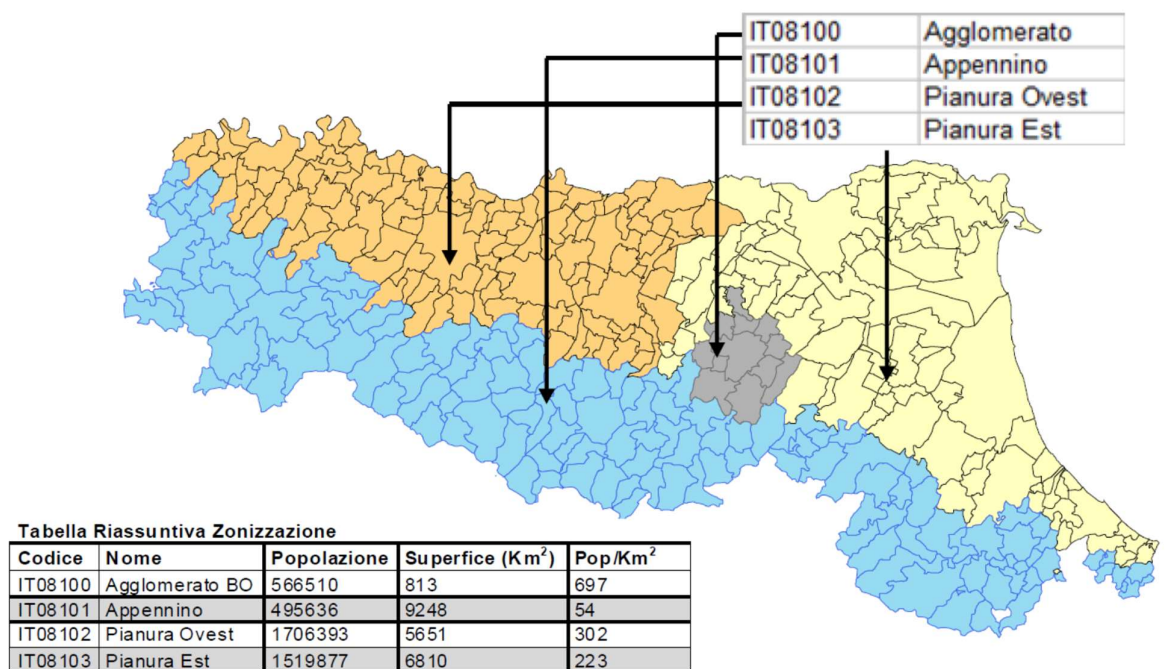 IT08100 Agglomerato
IT08101 Appennino
IT08102 Pianura Ovest
IT08103 Pianura Est
Tabella Riassuntiva Zonizzazione
Codice Nome Popolazione Superfice (Km²) Pop/Km²
IT08100 Agglomerato BO 566510 813 697
IT08101 Appennino 495636 9248 54
IT08102 Pianura Ovest 1706393 5651 302
IT08103 Pianura Est 1519877 6810 223